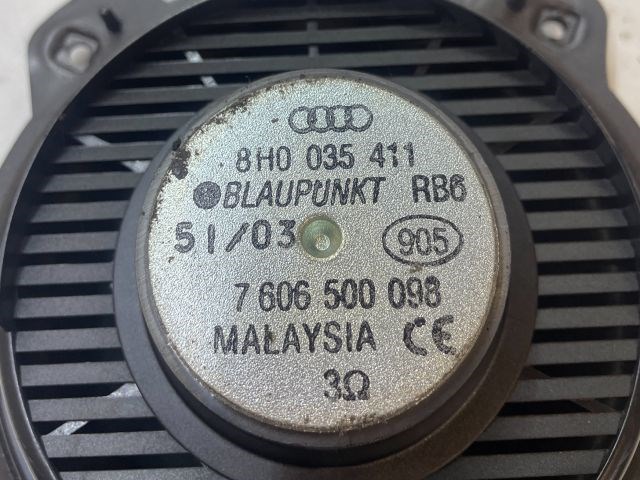 8H0 035 411
BLAUPUNKT RB6
51/03 905
7 606 500 098
MALAYSIA CE
3Ω